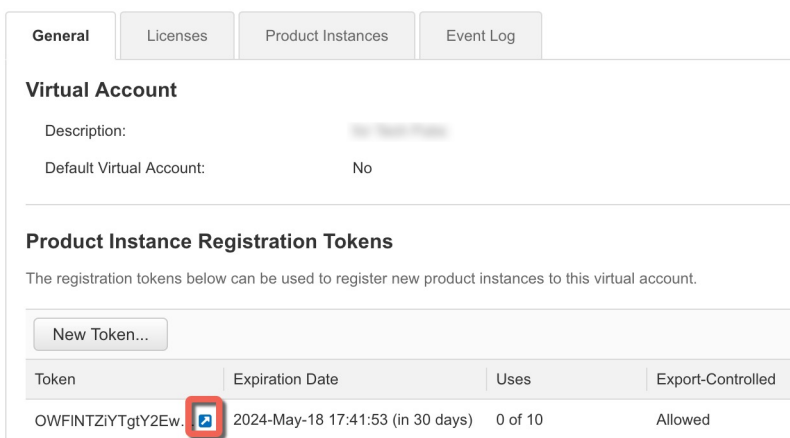 General Licenses Product Instances Event Log
Virtual Account
Description:
Default Virtual Account: No
Product Instance Registration Tokens
The registration tokens below can be used to register new product instances to this virtual account.
New Token...
Token Expiration Date Uses Export-Controlled
OWFINTZiYTgtY2Ew... 2024-May-18 17:41:53 (in 30 days) 0 of 10 Allowed